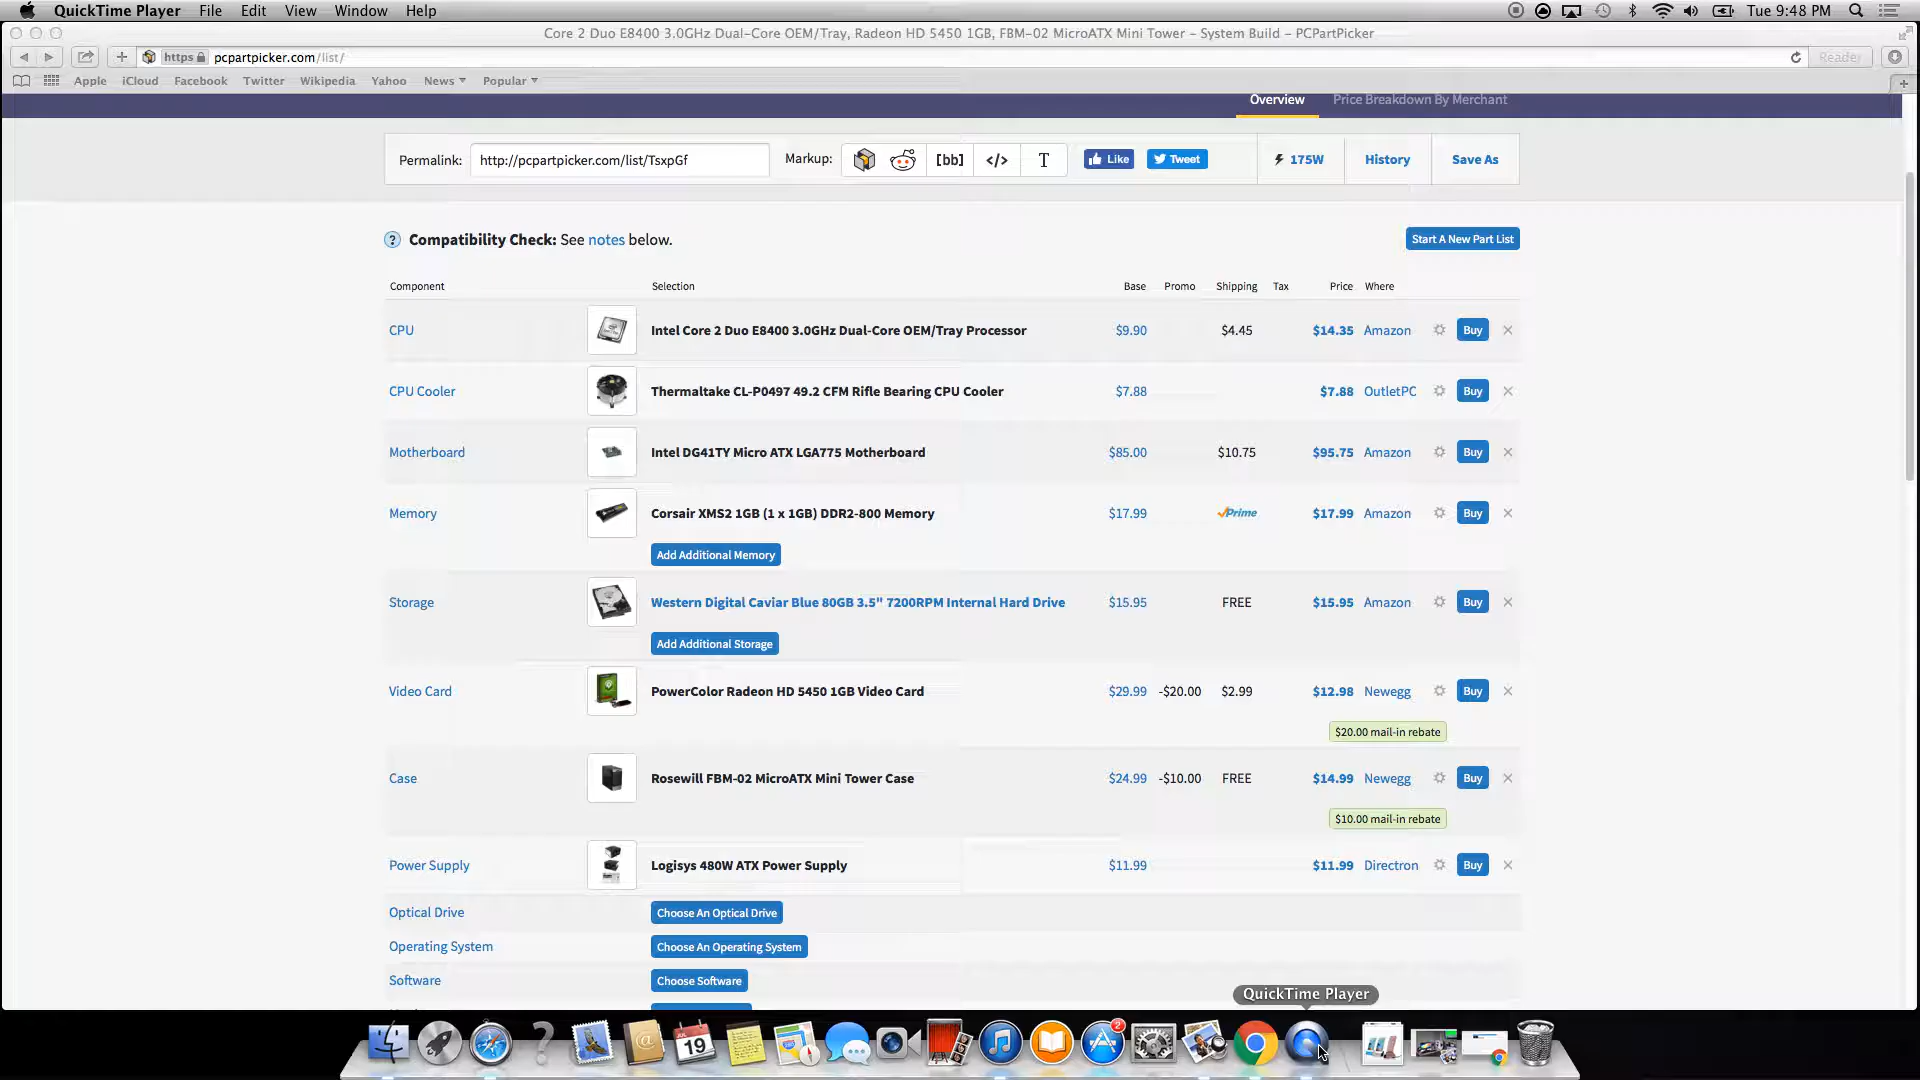 QuickTime Player File Edit View Window Help Tue 9:48 PM
Core 2 Duo E8400 3.0GHz Dual-Core OEM/Tray, Radeon HD 5450 1GB, FBM-02 MicroATX Mini Tower – System Build – PCPartPicker
https pcpartpicker.com/list/ Reader
Apple iCloud Facebook Twitter Wikipedia Yahoo News Popular
Overview Price Breakdown By Merchant
Permalink: http://pcpartpicker.com/list/TsxpGf Markup: [bb] </> T Like Tweet 175W History Save As
? Compatibility Check: See notes below. Start A New Part List
Component Selection Base Promo Shipping Tax Price Where
CPU Intel Core 2 Duo E8400 3.0GHz Dual-Core OEM/Tray Processor $9.90 $4.45 $14.35 Amazon Buy
CPU Cooler Thermaltake CL-P0497 49.2 CFM Rifle Bearing CPU Cooler $7.88 $7.88 OutletPC Buy
Motherboard Intel DG41TY Micro ATX LGA775 Motherboard $85.00 $10.75 $95.75 Amazon Buy
Memory Corsair XMS2 1GB (1 x 1GB) DDR2-800 Memory $17.99 Prime $17.99 Amazon Buy
Add Additional Memory
Storage Western Digital Caviar Blue 80GB 3.5" 7200RPM Internal Hard Drive $15.95 FREE $15.95 Amazon Buy
Add Additional Storage
Video Card PowerColor Radeon HD 5450 1GB Video Card $29.99 -$20.00 $2.99 $12.98 Newegg Buy
$20.00 mail-in rebate
Case Rosewill FBM-02 MicroATX Mini Tower Case $24.99 -$10.00 FREE $14.99 Newegg Buy
$10.00 mail-in rebate
Power Supply Logisys 480W ATX Power Supply $11.99 $11.99 Directron Buy
Optical Drive Choose An Optical Drive
Operating System Choose An Operating System
Software Choose Software
QuickTime Player
JUL
19
2